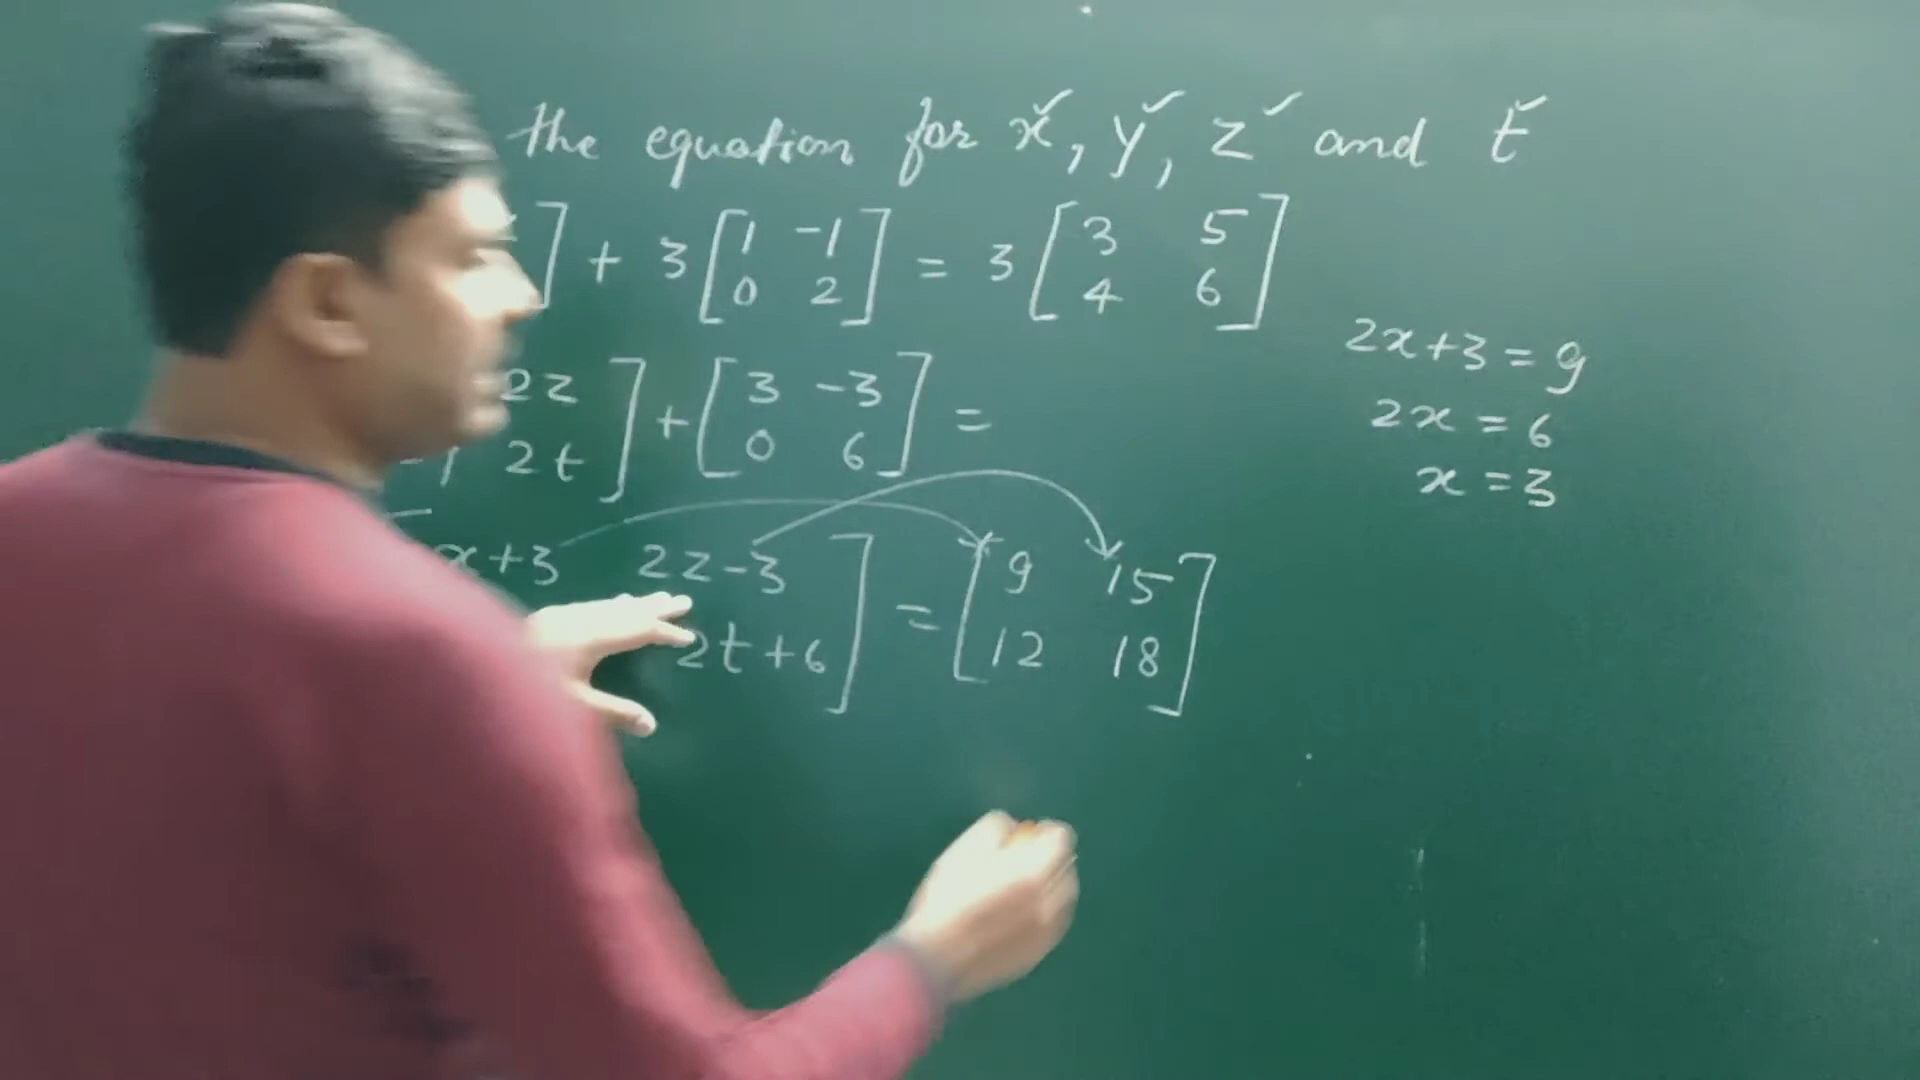 the equation for x, y, z and t
] + 3 [ 1 -1 ] = 3 [ 3 5 ]
0 2 4 6
2z ] + [ 3 -3 ] =
2t 0 6
x+3 2z-3 ] = [ 9 15 ]
2t+6 12 18
2x+3 = 9
2x = 6
x = 3